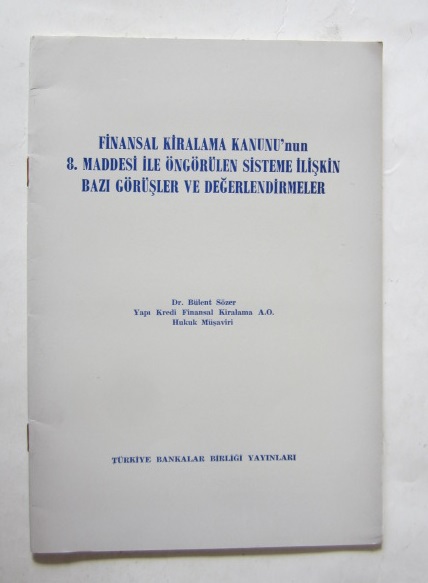 FİNANSAL KİRALAMA KANUNU'nun
8. MADDESİ İLE ÖNGÖRÜLEN SİSTEME İLİŞKİN
BAZI GÖRÜŞLER VE DEĞERLENDİRMELER
Dr. Bülent Sözer
Yapı Kredi Finansal Kiralama A.O.
Hukuk Müşaviri
TÜRKİYE BANKALAR BİRLİĞİ YAYINLARI